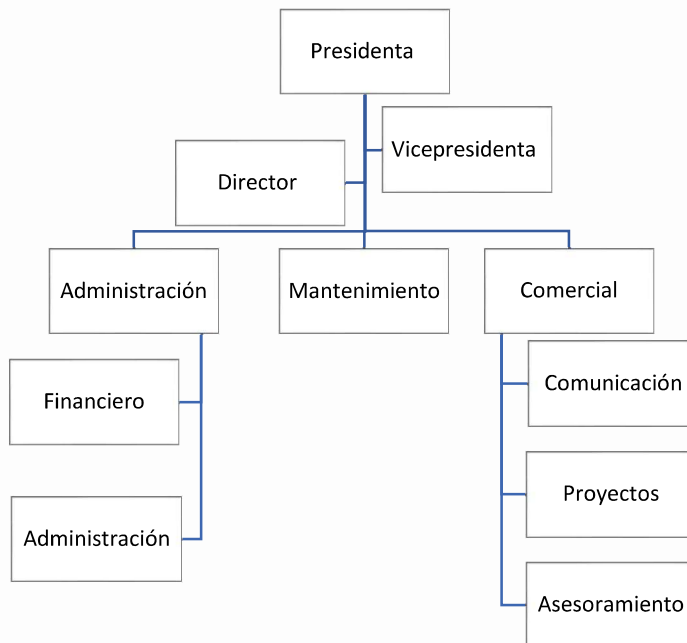 Presidenta
Vicepresidenta
Director
Administración
Mantenimiento
Comercial
Comunicación
Financiero
Proyectos
Administración
Asesoramiento